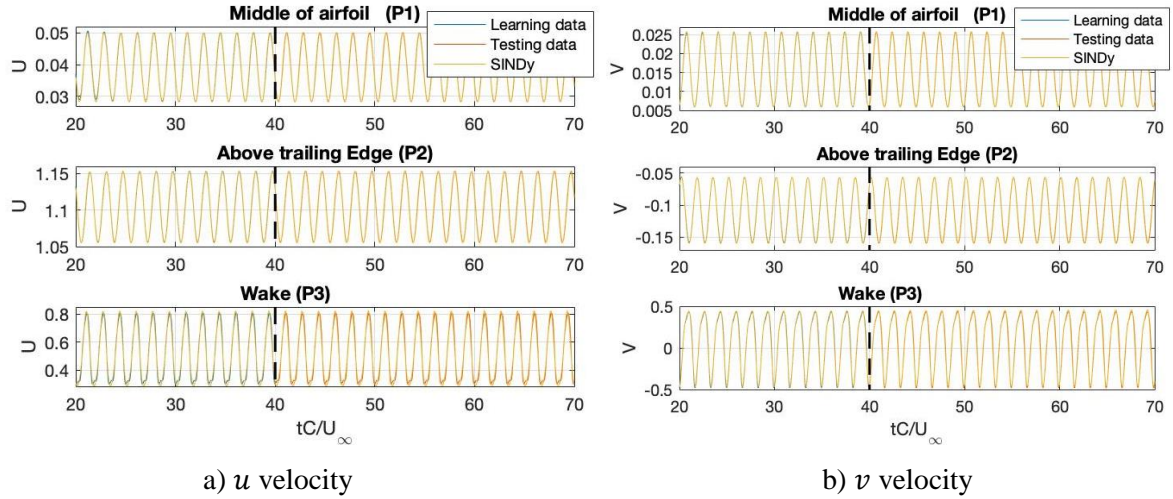 Middle of airfoil (P1)
Learning data
Testing data
SINDy
U
0.05
0.04
0.03
20 30 40 50 60 70
Above trailing Edge (P2)
U
1.15
1.1
1.05
20 30 40 50 60 70
Wake (P3)
U
0.8
0.6
0.4
20 30 40 50 60 70
tC/U∞
a) u velocity
Middle of airfoil (P1)
Learning data
Testing data
SINDy
V
0.025
0.02
0.015
0.01
0.005
20 30 40 50 60 70
Above trailing Edge (P2)
V
-0.05
-0.1
-0.15
20 30 40 50 60 70
Wake (P3)
V
0.5
0
-0.5
20 30 40 50 60 70
tC/U∞
b) v velocity